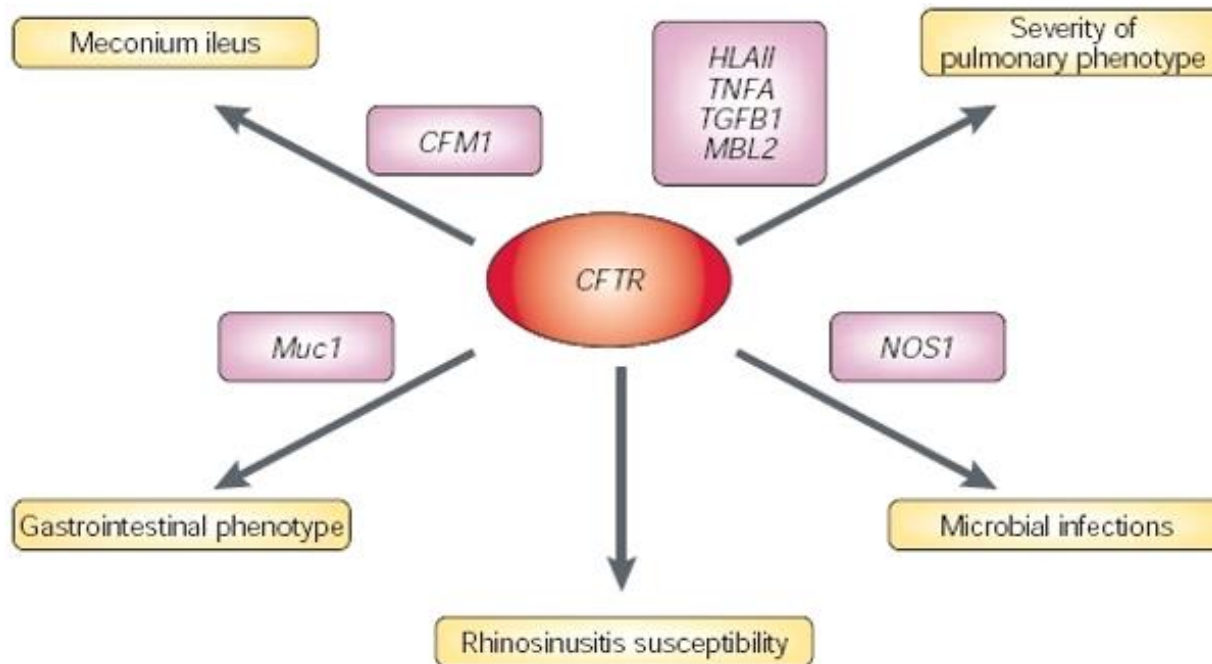 Meconium ileus
HLAII
TNFA
TGFB1
MBL2
Severity of
pulmonary phenotype
CFM1
CFTR
Muc1
NOS1
Gastrointestinal phenotype
Microbial infections
Rhinosinusitis susceptibility